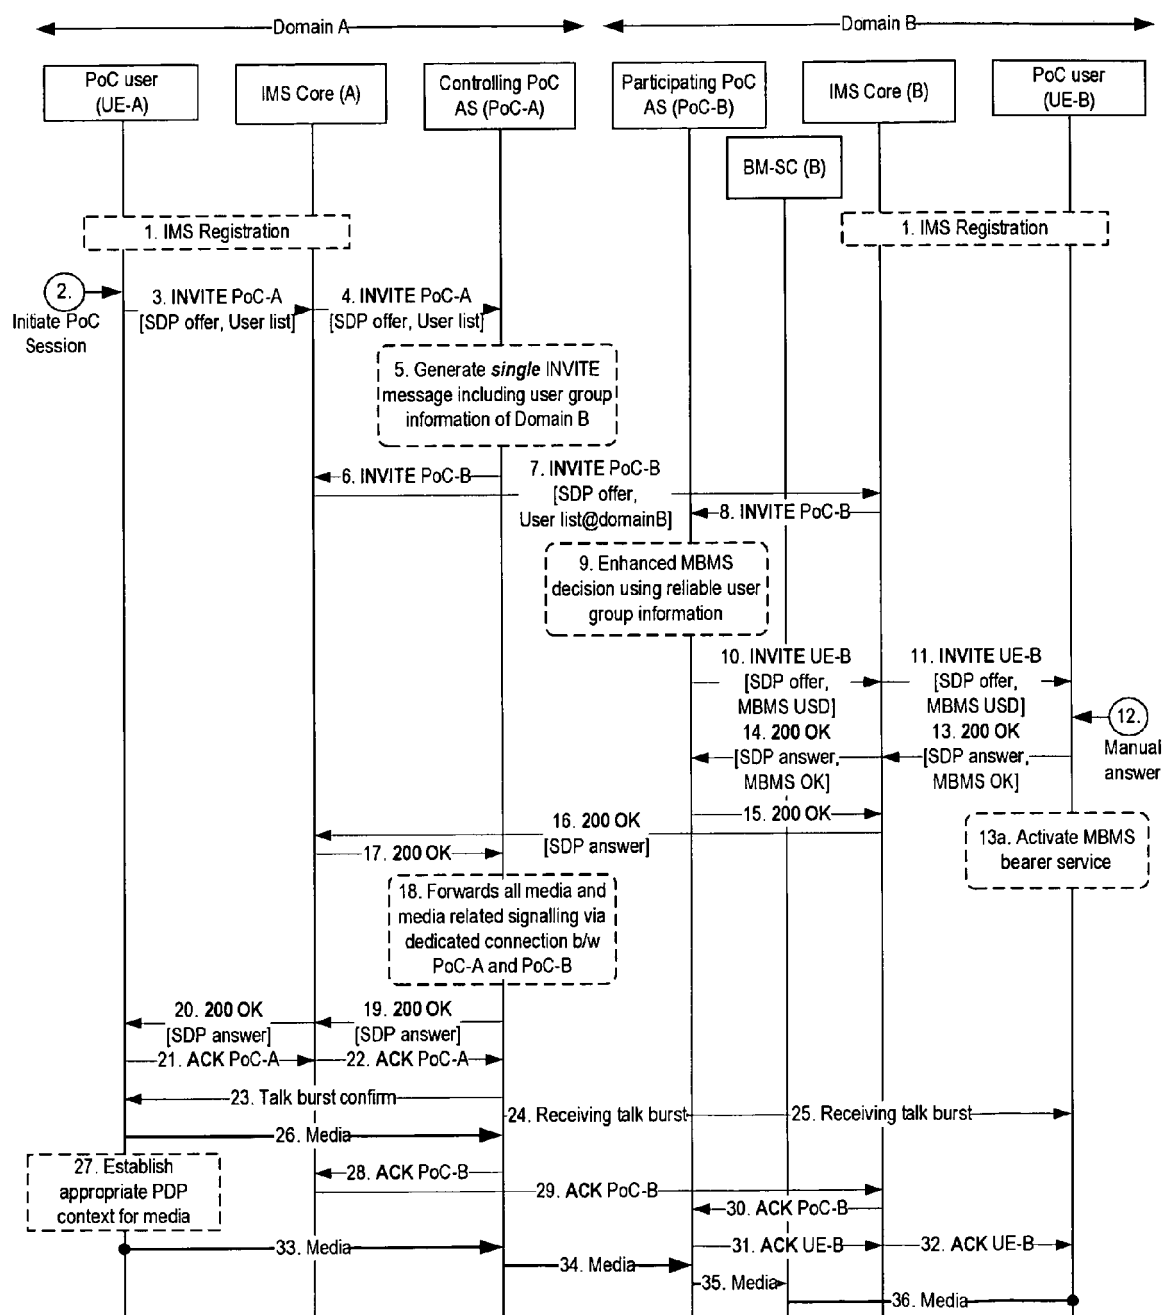 Domain A
Domain B
PoC user
(UE-A)
IMS Core (A)
Controlling PoC
AS (PoC-A)
Participating PoC
AS (PoC-B)
IMS Core (B)
PoC user
(UE-B)
BM-SC (B)
1. IMS Registration
1. IMS Registration
2.
Initiate PoC
Session
3. INVITE PoC-A
[SDP offer, User list]
4. INVITE PoC-A
[SDP offer, User list]
5. Generate single INVITE
message including user group
information of Domain B
6. INVITE PoC-B
7. INVITE PoC-B
[SDP offer,
User list@domainB]
8. INVITE PoC-B
9. Enhanced MBMS
decision using reliable user
group information
10. INVITE UE-B
[SDP offer,
MBMS USD]
11. INVITE UE-B
[SDP offer,
MBMS USD]
12.
Manual
answer
14. 200 OK
[SDP answer,
MBMS OK]
13. 200 OK
[SDP answer,
MBMS OK]
15. 200 OK
16. 200 OK
[SDP answer]
13a. Activate MBMS
bearer service
17. 200 OK
18. Forwards all media and
media related signalling via
dedicated connection b/w
PoC-A and PoC-B
20. 200 OK
[SDP answer]
19. 200 OK
[SDP answer]
21. ACK PoC-A
22. ACK PoC-A
23. Talk burst confirm
24. Receiving talk burst
25. Receiving talk burst
26. Media
27. Establish
appropriate PDP
context for media
28. ACK PoC-B
29. ACK PoC-B
30. ACK PoC-B
31. ACK UE-B
32. ACK UE-B
33. Media
34. Media
35. Media
36. Media